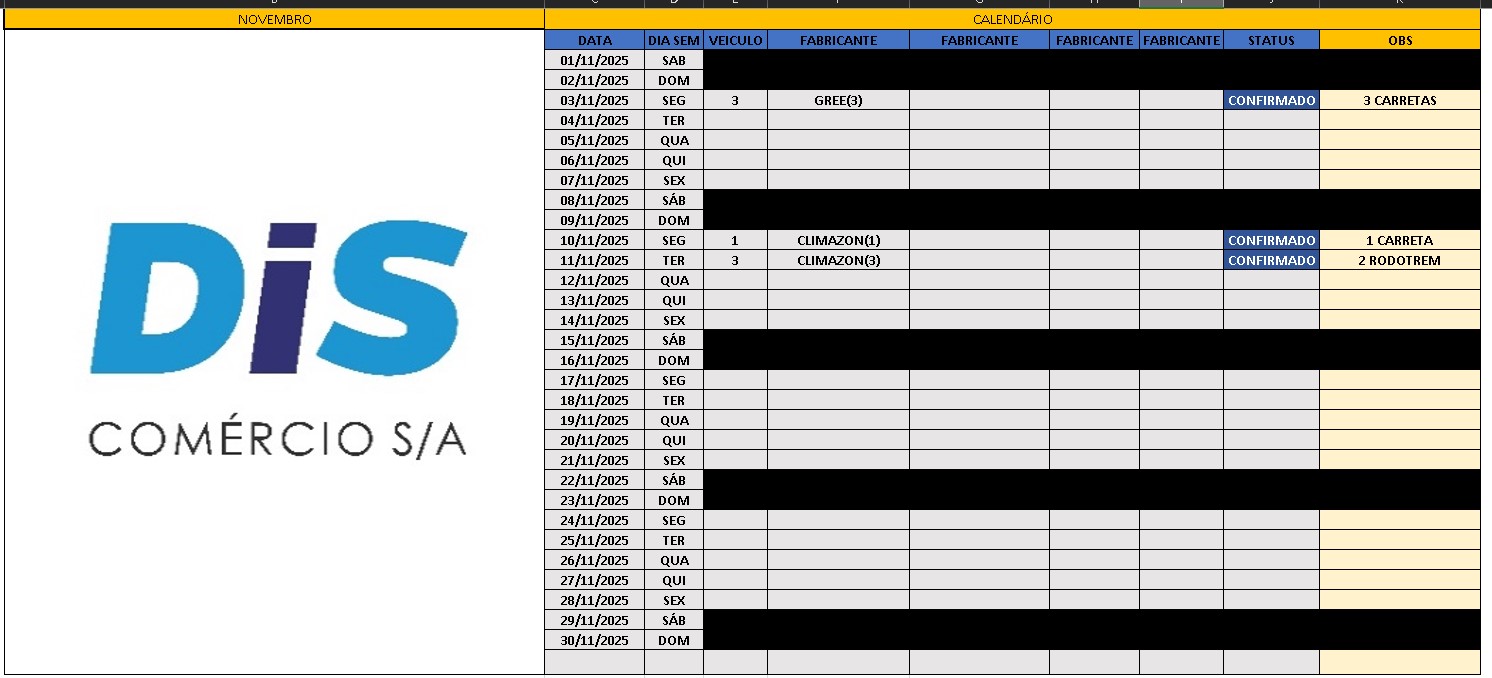 NOVEMBRO CALENDÁRIO
DATA DIA SEM VEICULO FABRICANTE FABRICANTE FABRICANTE FABRICANTE STATUS OBS
01/11/2025 SAB
02/11/2025 DOM
03/11/2025 SEG 3 GREE(3) CONFIRMADO 3 CARRETAS
04/11/2025 TER
05/11/2025 QUA
06/11/2025 QUI
07/11/2025 SEX
08/11/2025 SÁB
09/11/2025 DOM
10/11/2025 SEG 1 CLIMAZON(1) CONFIRMADO 1 CARRETA
11/11/2025 TER 3 CLIMAZON(3) CONFIRMADO 2 RODOTREM
12/11/2025 QUA
13/11/2025 QUI
14/11/2025 SEX
15/11/2025 SÁB
16/11/2025 DOM
17/11/2025 SEG
18/11/2025 TER
19/11/2025 QUA
20/11/2025 QUI
21/11/2025 SEX
22/11/2025 SÁB
23/11/2025 DOM
24/11/2025 SEG
25/11/2025 TER
26/11/2025 QUA
27/11/2025 QUI
28/11/2025 SEX
29/11/2025 SÁB
30/11/2025 DOM
DiS
COMÉRCIO S/A